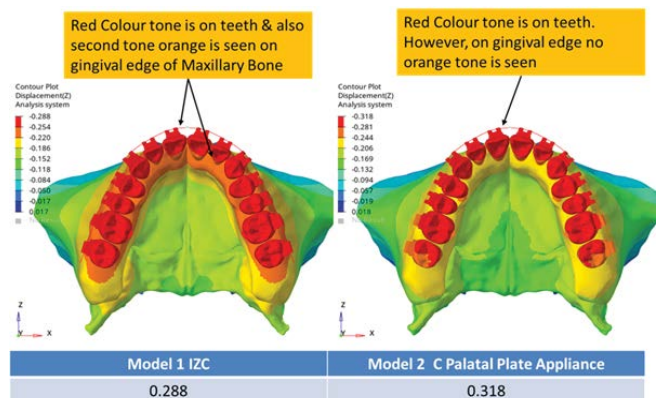 Red Colour tone is on teeth & also
second tone orange is seen on
gingival edge of Maxillary Bone
Red Colour tone is on teeth.
However, on gingival edge no
orange tone is seen
Contour Plot
Displacement(Z)
Analysis system
-0.288
-0.254
-0.220
-0.186
-0.152
-0.118
-0.084
-0.017
0.017
Z
Y
X
Contour Plot
Displacement(Z)
Analysis system
-0.318
-0.281
-0.244
-0.206
-0.169
-0.132
-0.094
-0.019
0.018
Z
Y
X
Model 1 IZC
Model 2 C Palatal Plate Appliance
0.288
0.318